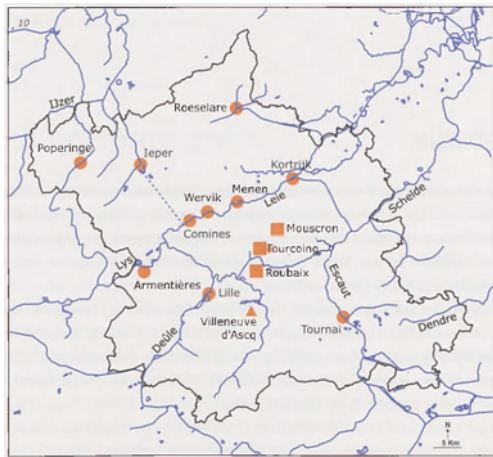 10
IJzer
Roeselare
Poperinge
Ieper
Kortrijk
Menen
Wervik
Leie
Schelde
Comines
Mouscron
Tourcoing
Lys
Roubaix
Escaut
Armentières
Lille
Villeneuve
d'Ascq
Tournai
Dendre
Deûle
N
5 Km